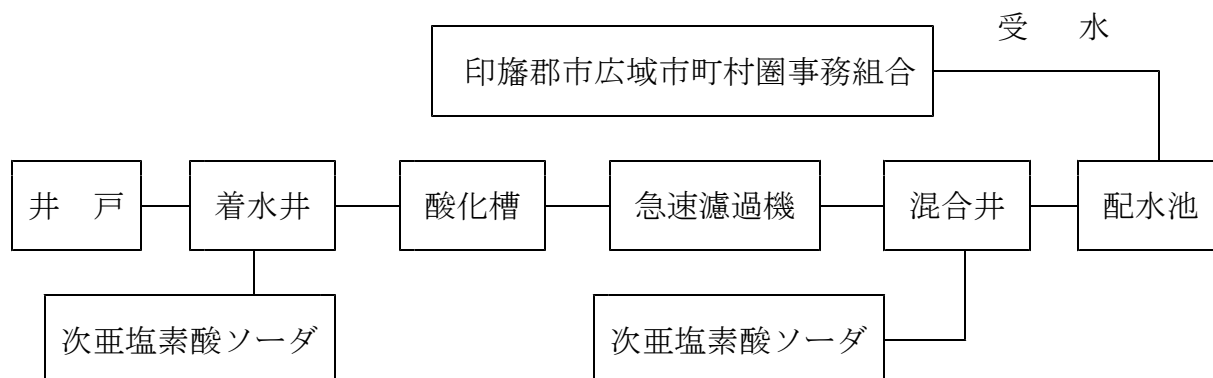 受　水
印旛郡市広域市町村圏事務組合
井　戸
着水井
酸化槽
急速濾過機
混合井
配水池
次亜塩素酸ソーダ
次亜塩素酸ソーダ